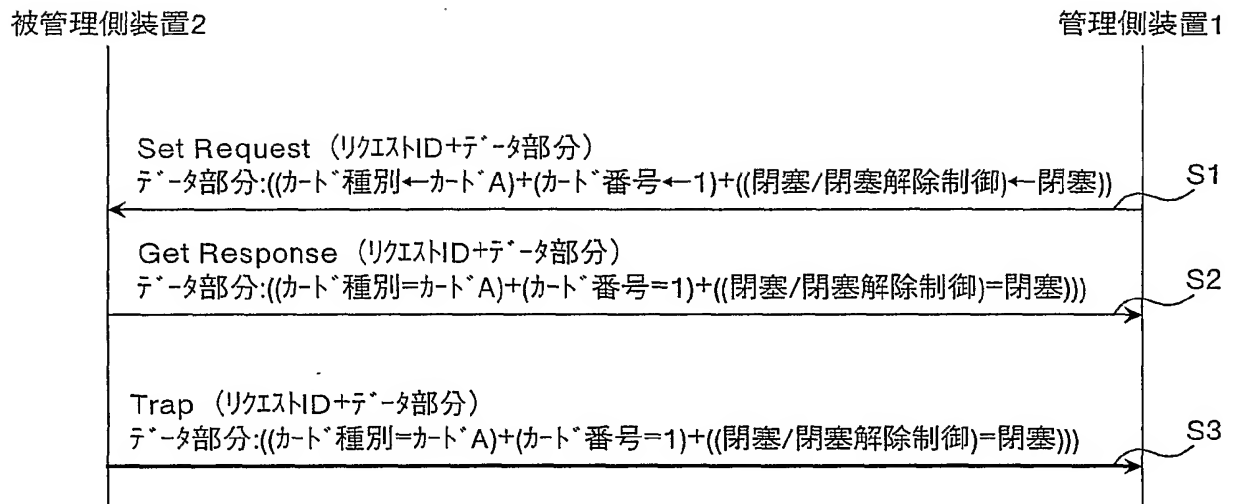 被管理側装置2
管理側装置1
Set Request（ﾘｸｴｽﾄID+ﾃﾞｰﾀ部分）
ﾃﾞｰﾀ部分:((ｶｰﾄﾞ種別←ｶｰﾄﾞA)+(ｶｰﾄﾞ番号←1)+((閉塞/閉塞解除制御)←閉塞))
S1
Get Response（ﾘｸｴｽﾄID+ﾃﾞｰﾀ部分）
ﾃﾞｰﾀ部分:((ｶｰﾄﾞ種別=ｶｰﾄﾞA)+(ｶｰﾄﾞ番号=1)+((閉塞/閉塞解除制御)=閉塞)))
S2
Trap（ﾘｸｴｽﾄID+ﾃﾞｰﾀ部分）
ﾃﾞｰﾀ部分:((ｶｰﾄﾞ種別=ｶｰﾄﾞA)+(ｶｰﾄﾞ番号=1)+((閉塞/閉塞解除制御)=閉塞)))
S3